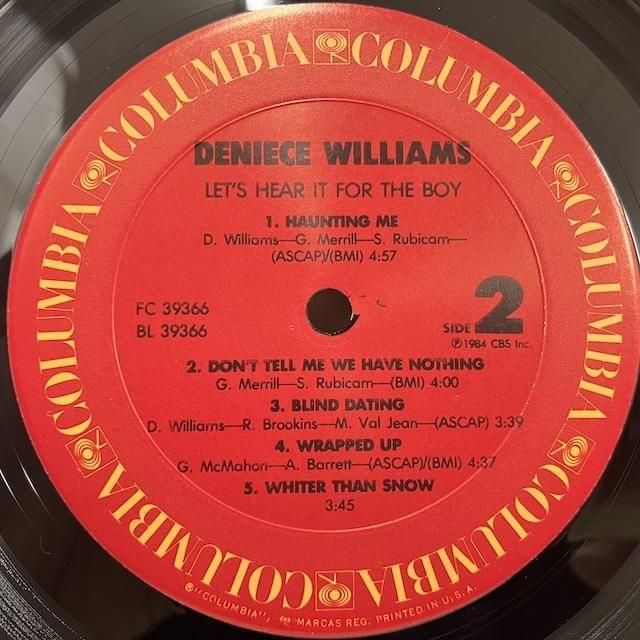 COLUMBIA COLUMBIA COLUMBIA COLUMBIA COLUMBIA COLUMBIA COLUMBIA COLUMBIA
DENIECE WILLIAMS
LET'S HEAR IT FOR THE BOY
1. HAUNTING ME
D. Williams—G. Merrill—S. Rubicam—
(ASCAP)/(BMI) 4:57
FC 39366
BL 39366
SIDE 2
℗ 1984 CBS Inc.
2. DON'T TELL ME WE HAVE NOTHING
G. Merrill—S. Rubicam—(BMI) 4:00
3. BLIND DATING
D. Williams—R. Brookins—M. Val Jean—(ASCAP) 3:39
4. WRAPPED UP
G. McMahon—A. Barrett—(ASCAP)/(BMI) 4:37
5. WHITER THAN SNOW
3:45
® "COLUMBIA", MARCAS REG. PRINTED IN U.S.A.